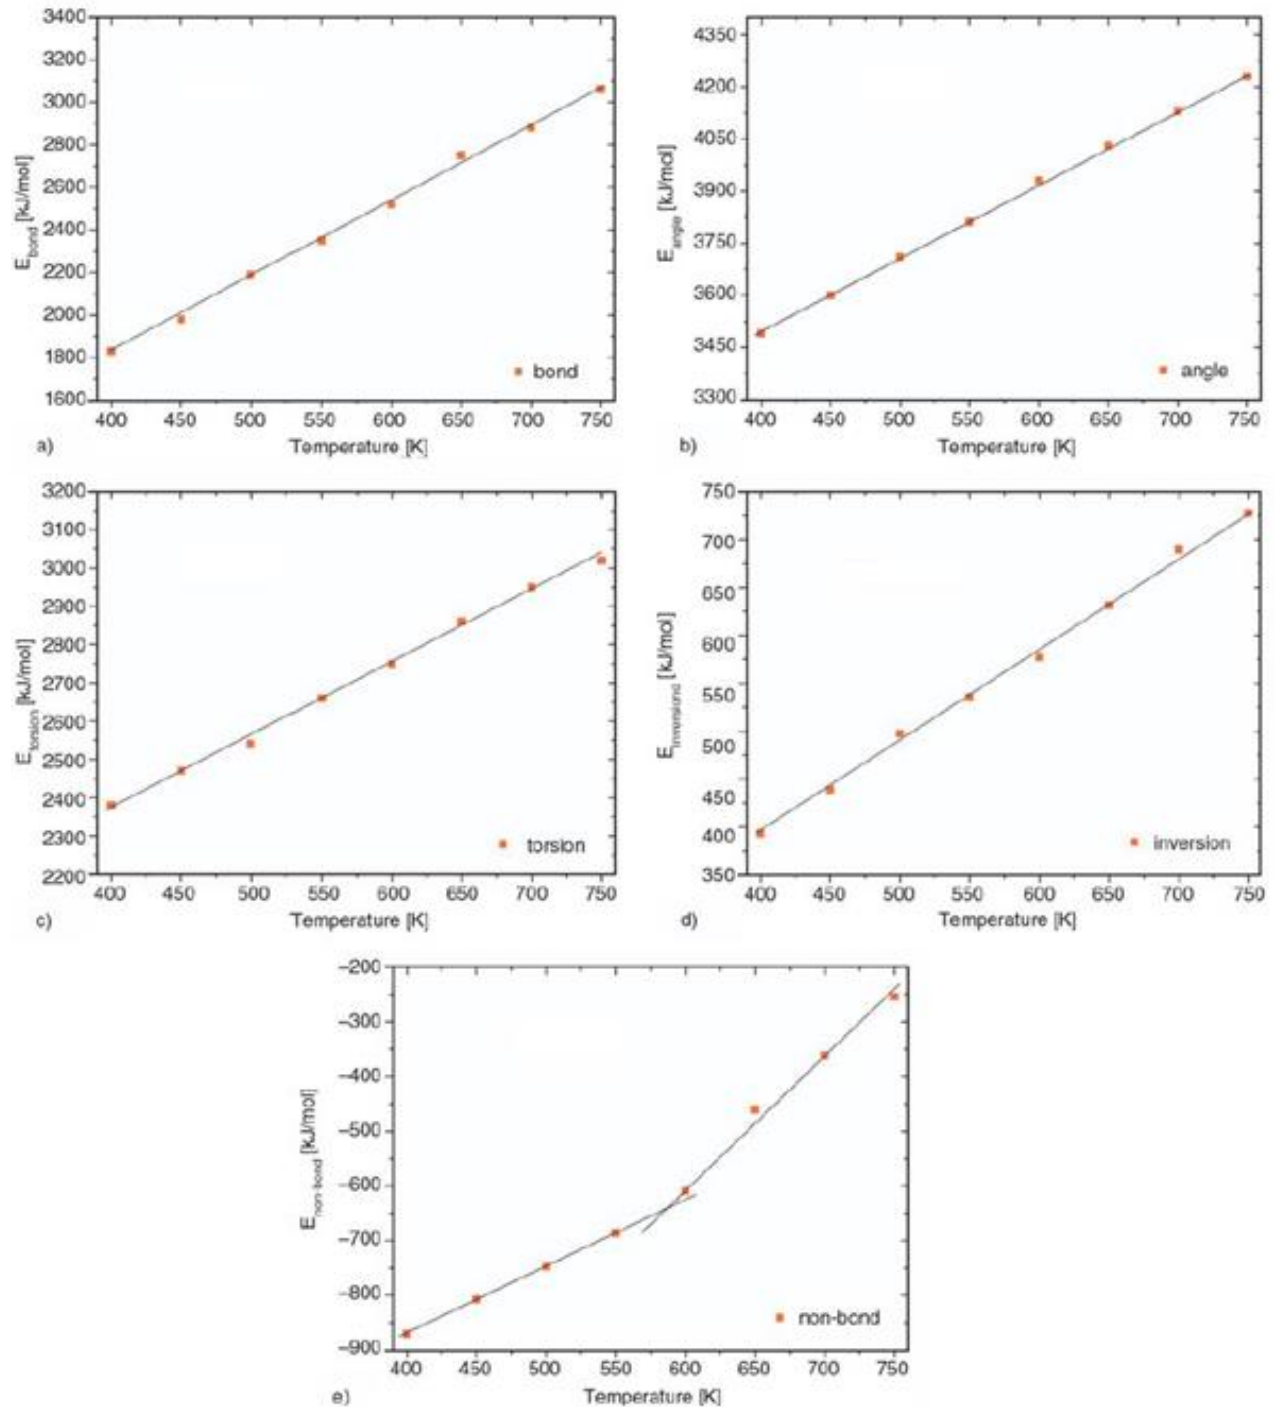 3400
3200
3000
2800
2600
2400
2200
2000
1800
1600
E bond [kJ/mol]
bond
400 450 500 550 600 650 700 750
a) Temperature [K]
4350
4200
4050
3900
3750
3600
3450
3300
E angle [kJ/mol]
angle
400 450 500 550 600 650 700 750
b) Temperature [K]
3200
3100
3000
2900
2800
2700
2600
2500
2400
2300
2200
E torsion [kJ/mol]
torsion
400 450 500 550 600 650 700 750
c) Temperature [K]
750
700
650
600
550
500
450
400
350
[kJ/mol]
inversion
400 450 500 550 600 650 700 750
d) Temperature [K]
−200
−300
−400
−500
−600
−700
−800
−900
E non-bond [kJ/mol]
non-bond
400 450 500 550 600 650 700 750
e) Temperature [K]